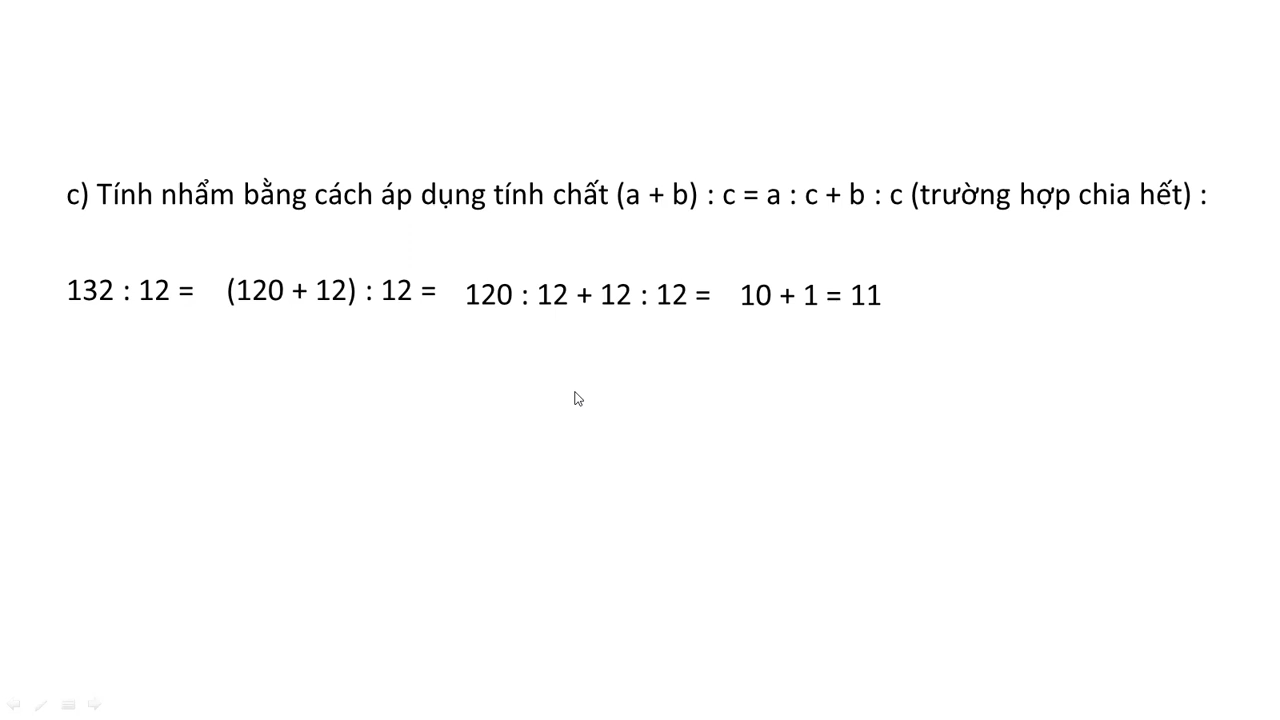 c) Tính nhẩm bằng cách áp dụng tính chất (a + b) : c = a : c + b : c (trường hợp chia hết) :
132 : 12 = (120 + 12) : 12 = 120 : 12 + 12 : 12 = 10 + 1 = 11